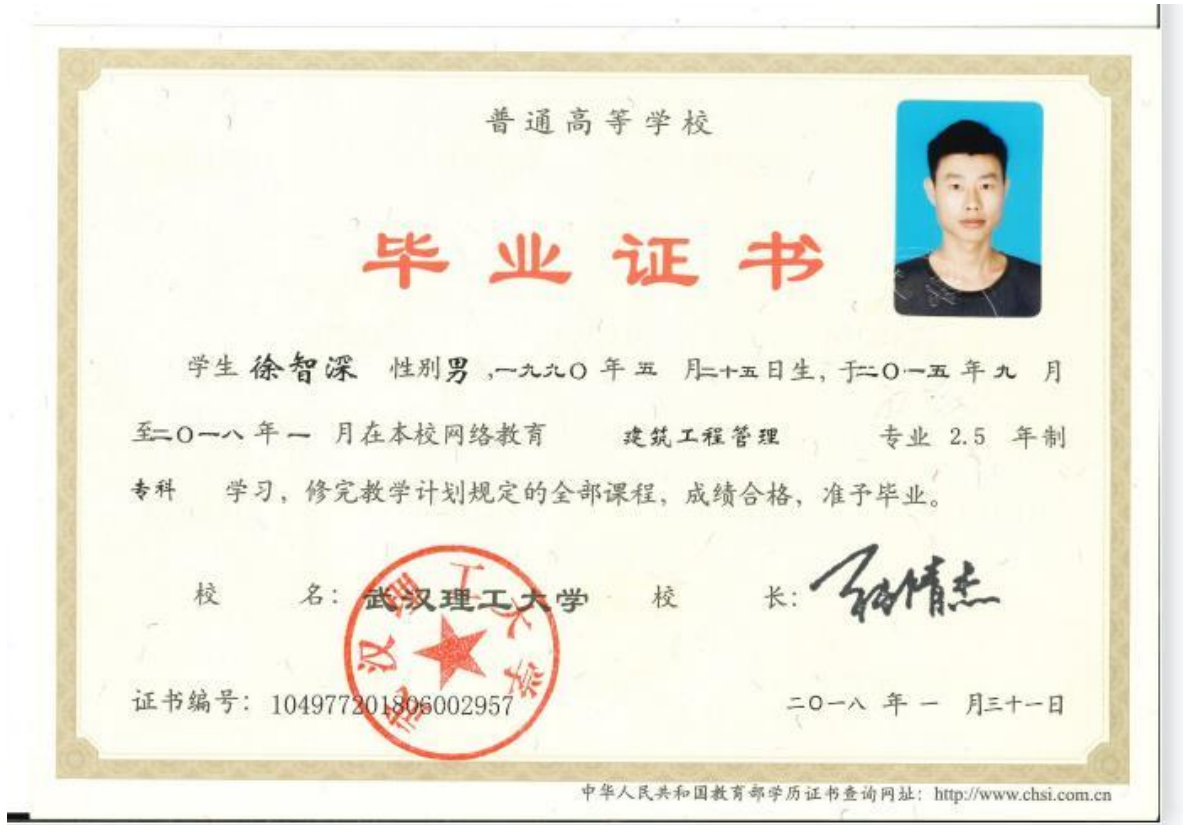 普通高等学校
毕业证书
学生 徐智深 性别男,一九九〇年五月二十五日生，于二〇一五年九月
至二〇一八年一月在本校网络教育 建筑工程管理 专业 2.5 年制
专科 学习，修完教学计划规定的全部课程，成绩合格，准予毕业。
校 名：武汉理工大学 校 长：
武汉理工大学
证书编号：104977201806002957 二〇一八年一月三十一日
中华人民共和国教育部学历证书查询网址：http://www.chsi.com.cn